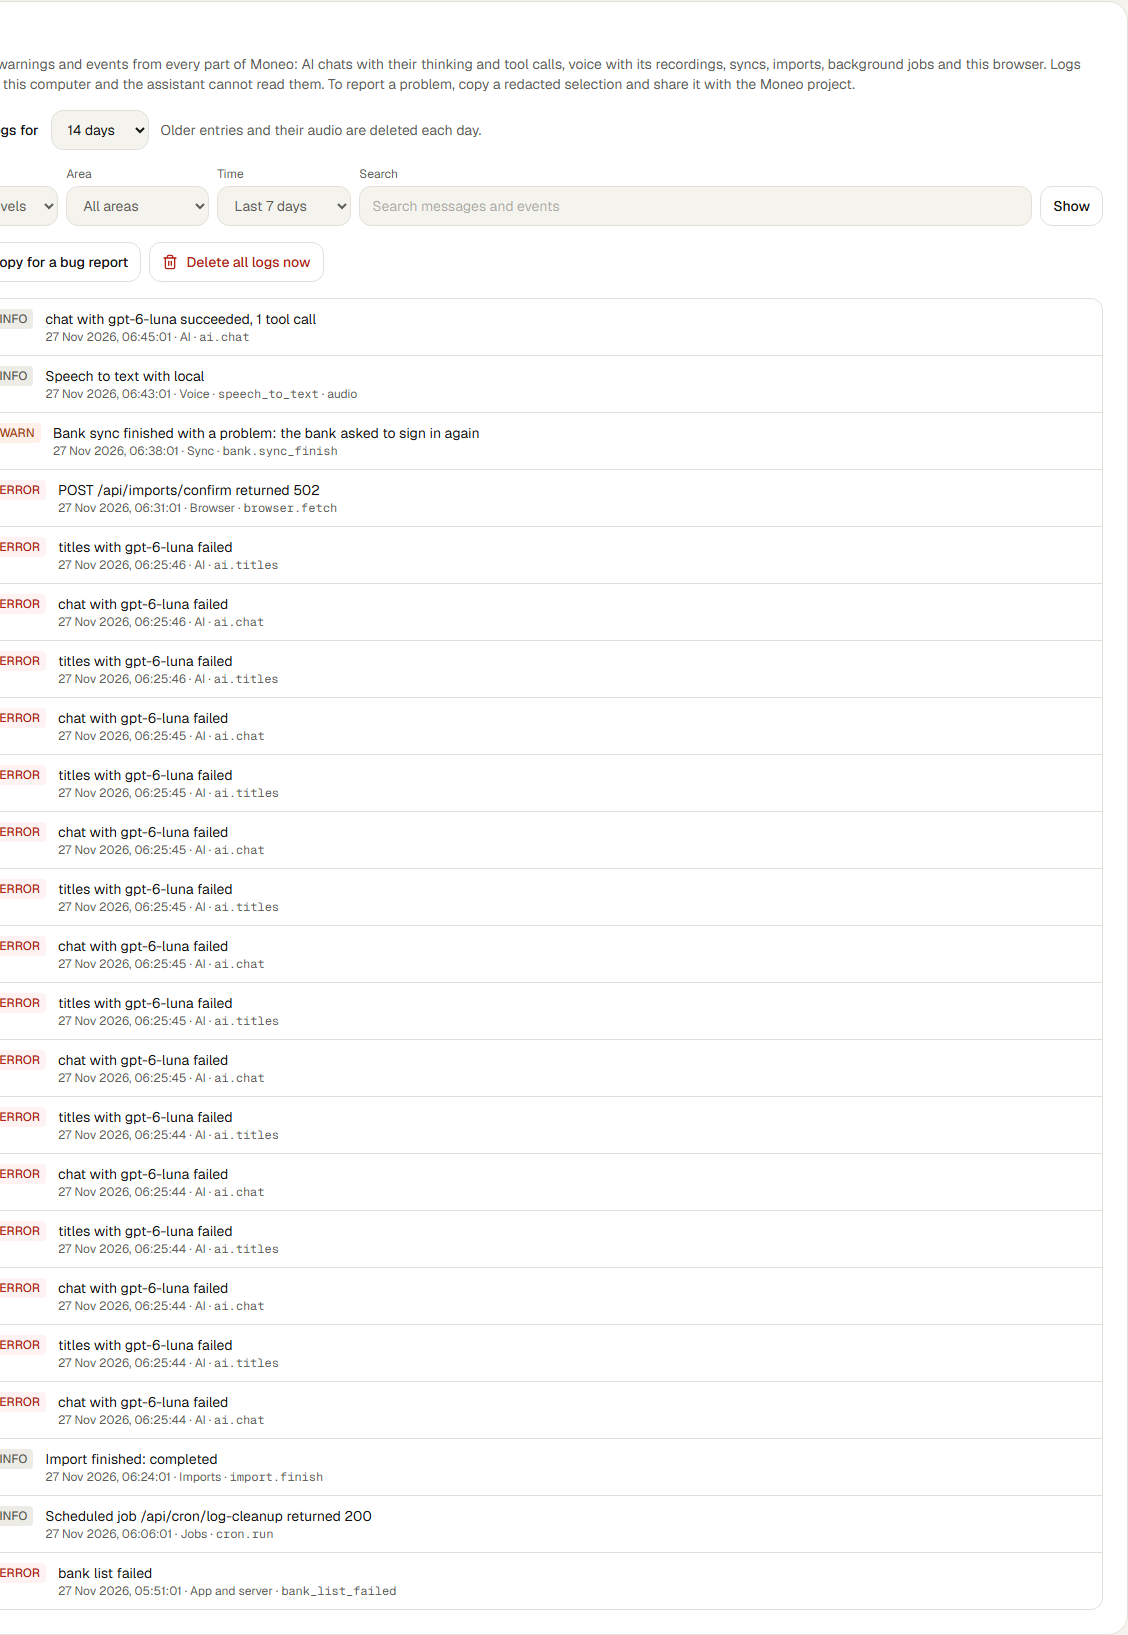 warnings and events from every part of Moneo: AI chats with their thinking and tool calls, voice with its recordings, syncs, imports, background jobs and this browser. Logs
this computer and the assistant cannot read them. To report a problem, copy a redacted selection and share it with the Moneo project.
gs for 14 days Older entries and their audio are deleted each day.
Area Time Search
vels All areas Last 7 days Search messages and events Show
opy for a bug report Delete all logs now
INFO chat with gpt-6-luna succeeded, 1 tool call
27 Nov 2026, 06:45:01 · AI · ai.chat
INFO Speech to text with local
27 Nov 2026, 06:43:01 · Voice · speech_to_text · audio
WARN Bank sync finished with a problem: the bank asked to sign in again
27 Nov 2026, 06:38:01 · Sync · bank.sync_finish
ERROR POST /api/imports/confirm returned 502
27 Nov 2026, 06:31:01 · Browser · browser.fetch
ERROR titles with gpt-6-luna failed
27 Nov 2026, 06:25:46 · AI · ai.titles
ERROR chat with gpt-6-luna failed
27 Nov 2026, 06:25:46 · AI · ai.chat
ERROR titles with gpt-6-luna failed
27 Nov 2026, 06:25:46 · AI · ai.titles
ERROR chat with gpt-6-luna failed
27 Nov 2026, 06:25:45 · AI · ai.chat
ERROR titles with gpt-6-luna failed
27 Nov 2026, 06:25:45 · AI · ai.titles
ERROR chat with gpt-6-luna failed
27 Nov 2026, 06:25:45 · AI · ai.chat
ERROR titles with gpt-6-luna failed
27 Nov 2026, 06:25:45 · AI · ai.titles
ERROR chat with gpt-6-luna failed
27 Nov 2026, 06:25:45 · AI · ai.chat
ERROR titles with gpt-6-luna failed
27 Nov 2026, 06:25:45 · AI · ai.titles
ERROR chat with gpt-6-luna failed
27 Nov 2026, 06:25:45 · AI · ai.chat
ERROR titles with gpt-6-luna failed
27 Nov 2026, 06:25:44 · AI · ai.titles
ERROR chat with gpt-6-luna failed
27 Nov 2026, 06:25:44 · AI · ai.chat
ERROR titles with gpt-6-luna failed
27 Nov 2026, 06:25:44 · AI · ai.titles
ERROR chat with gpt-6-luna failed
27 Nov 2026, 06:25:44 · AI · ai.chat
ERROR titles with gpt-6-luna failed
27 Nov 2026, 06:25:44 · AI · ai.titles
ERROR chat with gpt-6-luna failed
27 Nov 2026, 06:25:44 · AI · ai.chat
INFO Import finished: completed
27 Nov 2026, 06:24:01 · Imports · import.finish
INFO Scheduled job /api/cron/log-cleanup returned 200
27 Nov 2026, 06:06:01 · Jobs · cron.run
ERROR bank list failed
27 Nov 2026, 05:51:01 · App and server · bank_list_failed